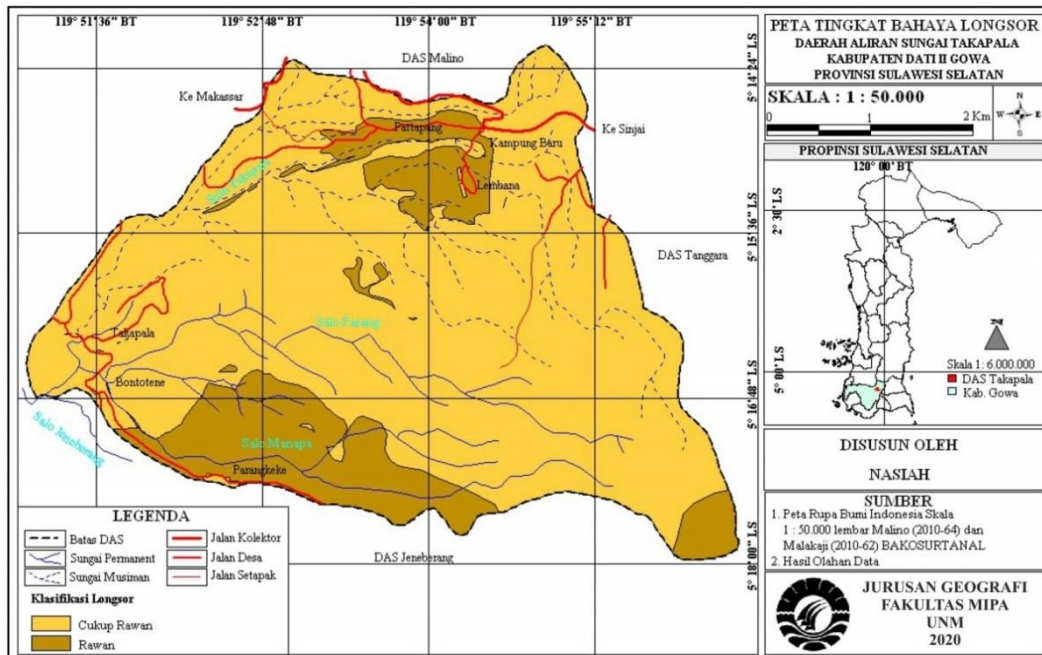 119° 51'36" BT
119° 52'48" BT
119° 54'00" BT
119° 55'12" BT
5° 14'24" LS
5° 15'36" LS
5° 16'48" LS
5° 18'00" LS
DAS Malino
Ke Makassar
Ke Sinjai
Pattapang
Kampung Baru
Lembana
DAS Tanggara
Salo Parang
Takapala
Bontotene
Salo Jeneberang
Salo Manapa
Parangkeke
DAS Jeneberang
LEGENDA
Batas DAS
Sungai Permanent
Sungai Musiman
Jalan Kolektor
Jalan Desa
Jalan Setapak
Klasifikasi Longsor
Cukup Rawan
Rawan
PETA TINGKAT BAHAYA LONGSOR
DAERAH ALIRAN SUNGAI TAKAPALA
KABUPATEN DATI II GOWA
PROVINSI SULAWESI SELATAN
SKALA : 1 : 50.000
0 1 2 Km
N
W E
S
PROPINSI SULAWESI SELATAN
120° 00' BT
2° 30' LS
5° 00' LS
Skala 1: 6.000.000
DAS Takapala
Kab. Gowa
DISUSUN OLEH
NASIAH
SUMBER
1. Peta Rupa Bumi Indonesia Skala
1 : 50.000 lembar Malino (2010-64) dan
Malakaji (2010-62) BAKOSURTANAL
2. Hasil Olahan Data
JURUSAN GEOGRAFI
FAKULTAS MIPA
UNM
2020